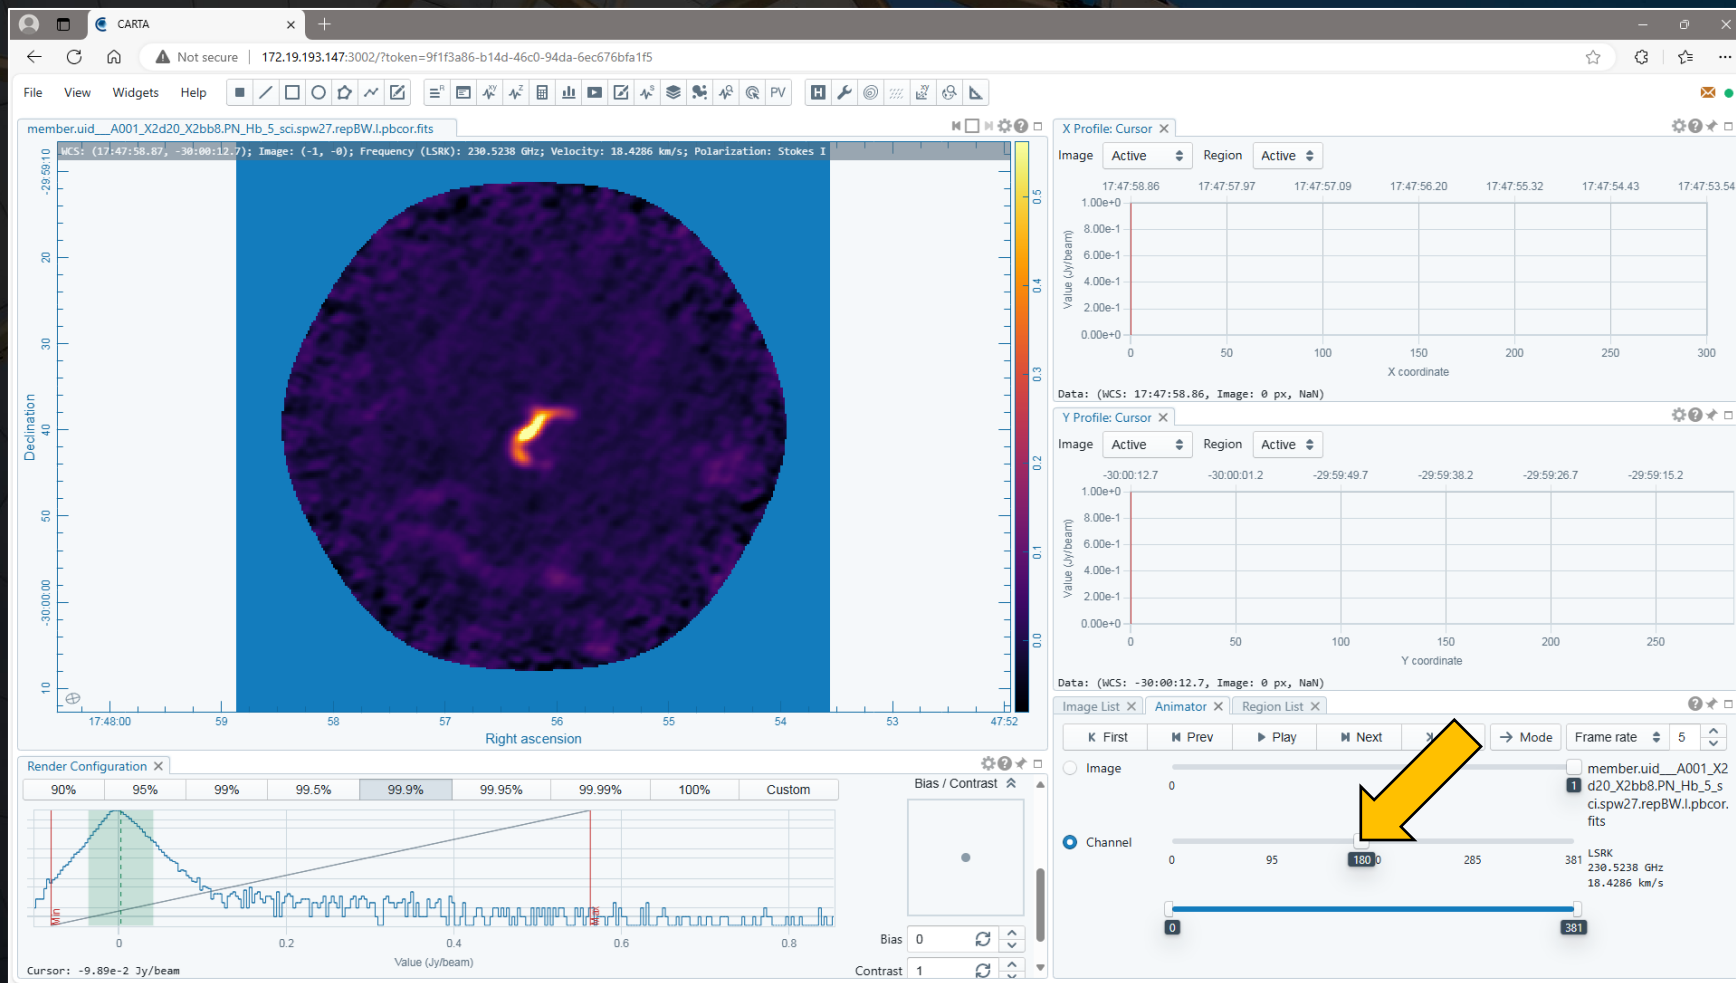 CARTA
Not secure 172.19.193.147:3002/?token=9f1f3a86-b14d-46c0-94da-6ec676bfa1f5
File View Widgets Help
PV
member.uid___A001_X2d20_X2bb8.PN_Hb_5_sci.spw27.repBW.I.pbcor.fits
WCS: (17:47:58.87, -30:00:12.7); Image: (-1, -0); Frequency (LSRK): 230.5238 GHz; Velocity: 18.4286 km/s; Polarization: Stokes I
-29:59:10
20
30
40
50
-30:00:00
10
Declination
17:48:00 59 58 57 56 55 54 53 47:52
Right ascension
0.5
0.4
0.3
0.2
0.1
0.0
Render Configuration
90% 95% 99% 99.5% 99.9% 99.95% 99.99% 100% Custom
Min
0 0.2 0.4 0.6 0.8
Value (Jy/beam)
Cursor: -9.89e-2 Jy/beam
Bias / Contrast
Bias 0
Contrast 1
X Profile: Cursor
Image Active Region Active
17:47:58.86 17:47:57.97 17:47:57.09 17:47:56.20 17:47:55.32 17:47:54.43 17:47:53.54
1.00e+0
8.00e-1
6.00e-1
4.00e-1
2.00e-1
0.00e+0
Value (Jy/beam)
0 50 100 150 200 250 300
X coordinate
Data: (WCS: 17:47:58.86, Image: 0 px, NaN)
Y Profile: Cursor
Image Active Region Active
-30:00:12.7 -30:00:01.2 -29:59:49.7 -29:59:38.2 -29:59:26.7 -29:59:15.2
1.00e+0
8.00e-1
6.00e-1
4.00e-1
2.00e-1
0.00e+0
Value (Jy/beam)
0 50 100 150 200 250
Y coordinate
Data: (WCS: -30:00:12.7, Image: 0 px, NaN)
Image List Animator Region List
First Prev Play Next Mode Frame rate 5
Image
0
1
member.uid___A001_X2
d20_X2bb8.PN_Hb_5_s
ci.spw27.repBW.I.pbcor.
fits
Channel
0 95 180 0 285 381
LSRK
230.5238 GHz
18.4286 km/s
0 381